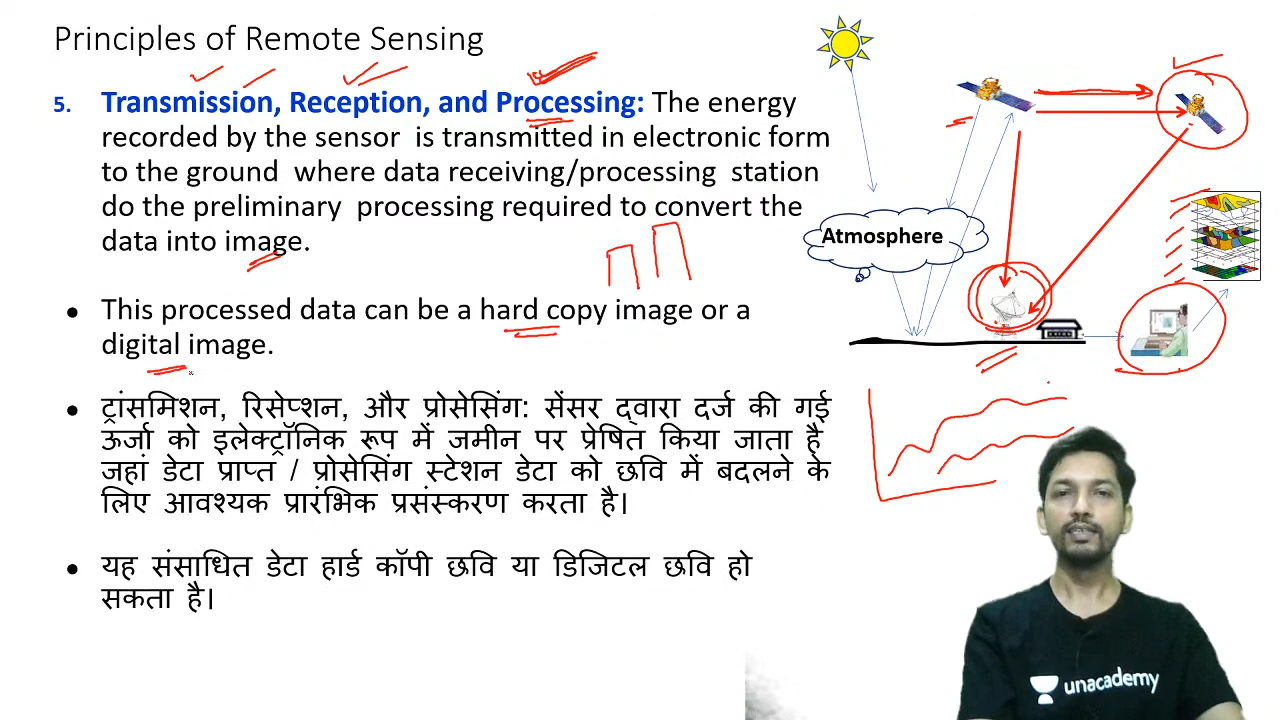 Principles of Remote Sensing
5. Transmission, Reception, and Processing: The energy
recorded by the sensor is transmitted in electronic form
to the ground where data receiving/processing station
do the preliminary processing required to convert the
data into image.
• This processed data can be a hard copy image or a
digital image.
• ट्रांसमिशन, रिसेप्शन, और प्रोसेसिंग: सेंसर द्वारा दर्ज की गई
ऊर्जा को इलेक्ट्रॉनिक रूप में जमीन पर प्रेषित किया जाता है
जहां डेटा प्राप्त / प्रोसेसिंग स्टेशन डेटा को छवि में बदलने के
लिए आवश्यक प्रारंभिक प्रसंस्करण करता है।
• यह संसाधित डेटा हार्ड कॉपी छवि या डिजिटल छवि हो
सकता है।
Atmosphere
unacademy